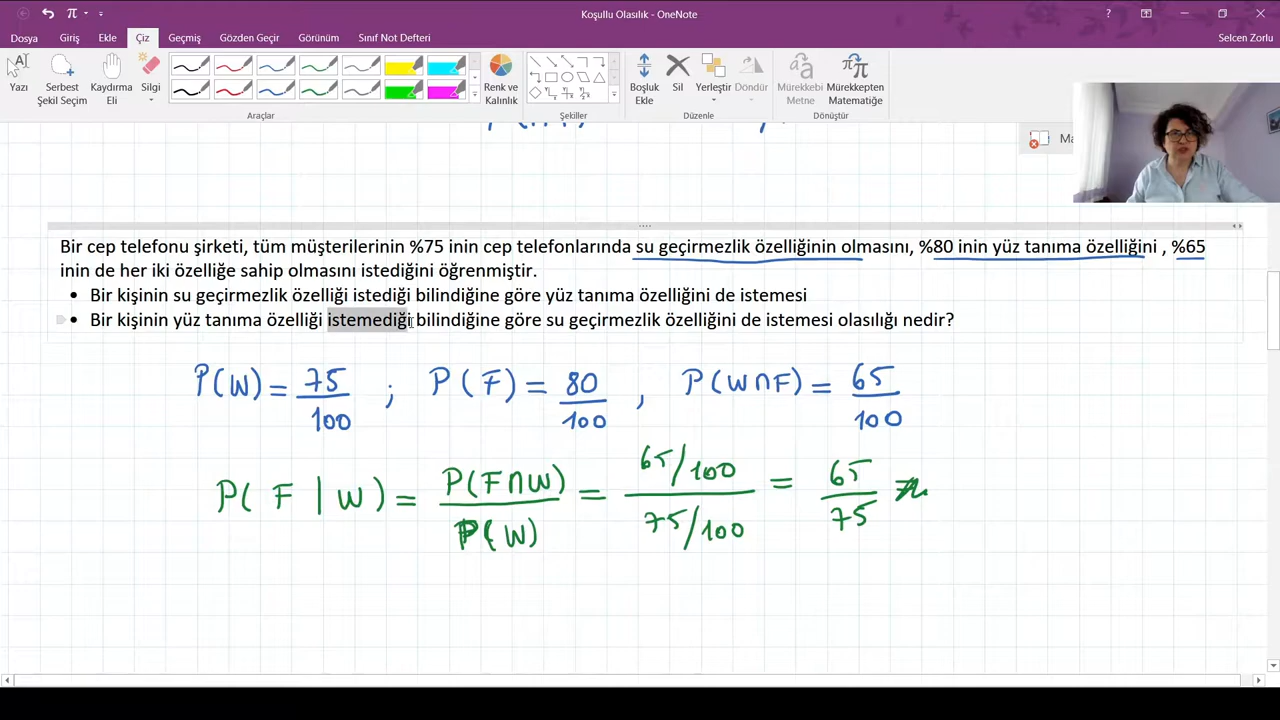 Koşullu Olasılık - OneNote
Dosya Giriş Ekle Çiz Geçmiş Gözden Geçir Görünüm Sınıf Not Defteri
Selcen Zorlu
Yazı
Serbest Şekil Seçim
Kaydırma Eli
Silgi
Renk ve Kalınlık
Boşluk Ekle
Sil
Yerleştir
Döndür
Mürekkebi Metne
Mürekkepten Matematiğe
Araçlar Şekiller Düzenle Dönüştür
Bir cep telefonu şirketi, tüm müşterilerinin %75 inin cep telefonlarında su geçirmezlik özelliğinin olmasını, %80 inin yüz tanıma özelliğini , %65
inin de her iki özelliğe sahip olmasını istediğini öğrenmiştir.
• Bir kişinin su geçirmezlik özelliği istediği bilindiğine göre yüz tanıma özelliğini de istemesi
• Bir kişinin yüz tanıma özelliği istemediği bilindiğine göre su geçirmezlik özelliğini de istemesi olasılığı nedir?
P(W) = 75/100 ; P(F) = 80/100 , P(W∩F) = 65/100
P(F | W) = P(F∩W)/P(W) = (65/100)/(75/100) = 65/75